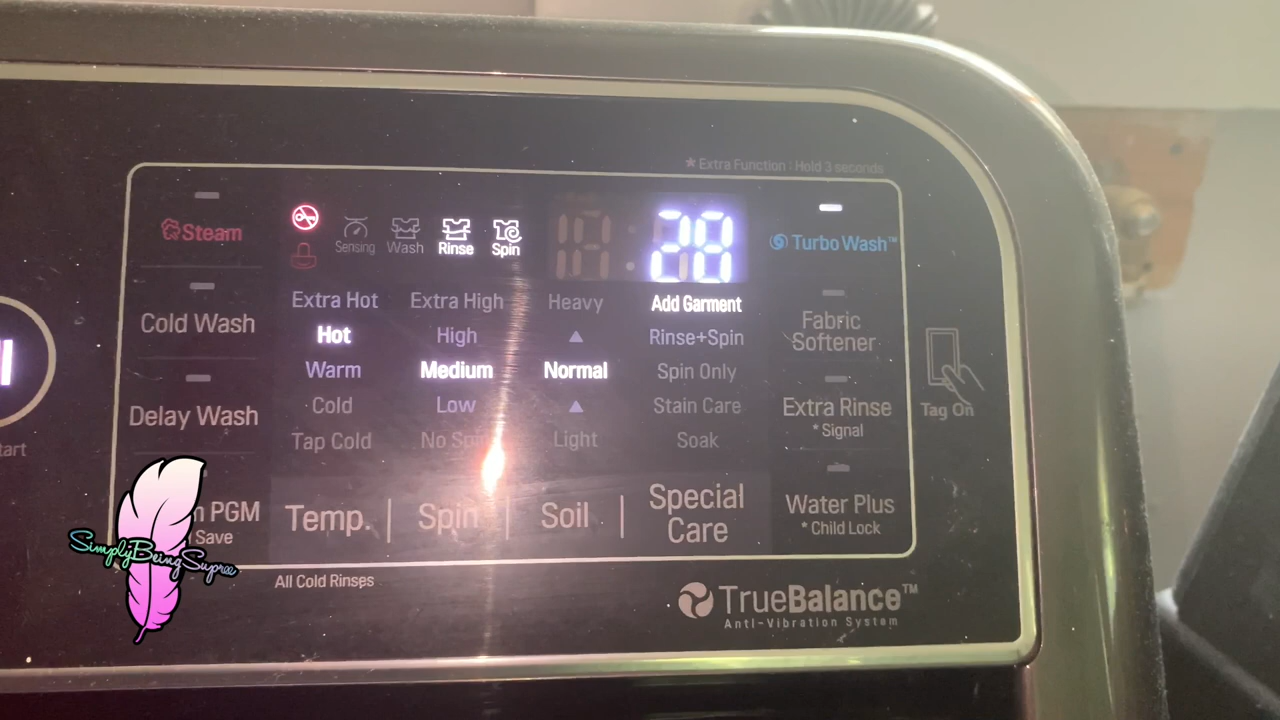 * Extra Function : Hold 3 seconds
Steam
Cold Wash
Delay Wash
PGM
Save
Sensing
Wash
Rinse
Spin
28
Turbo Wash™
Extra Hot
Hot
Warm
Cold
Tap Cold
Temp.
Extra High
High
Medium
Low
No Spin
Spin
Heavy
Normal
Light
Soil
Add Garment
Rinse+Spin
Spin Only
Stain Care
Soak
Special
Care
Fabric
Softener
Extra Rinse
* Signal
Water Plus
* Child Lock
Tag On
All Cold Rinses
TrueBalance™
Anti-Vibration System
SimplyBeingSupree